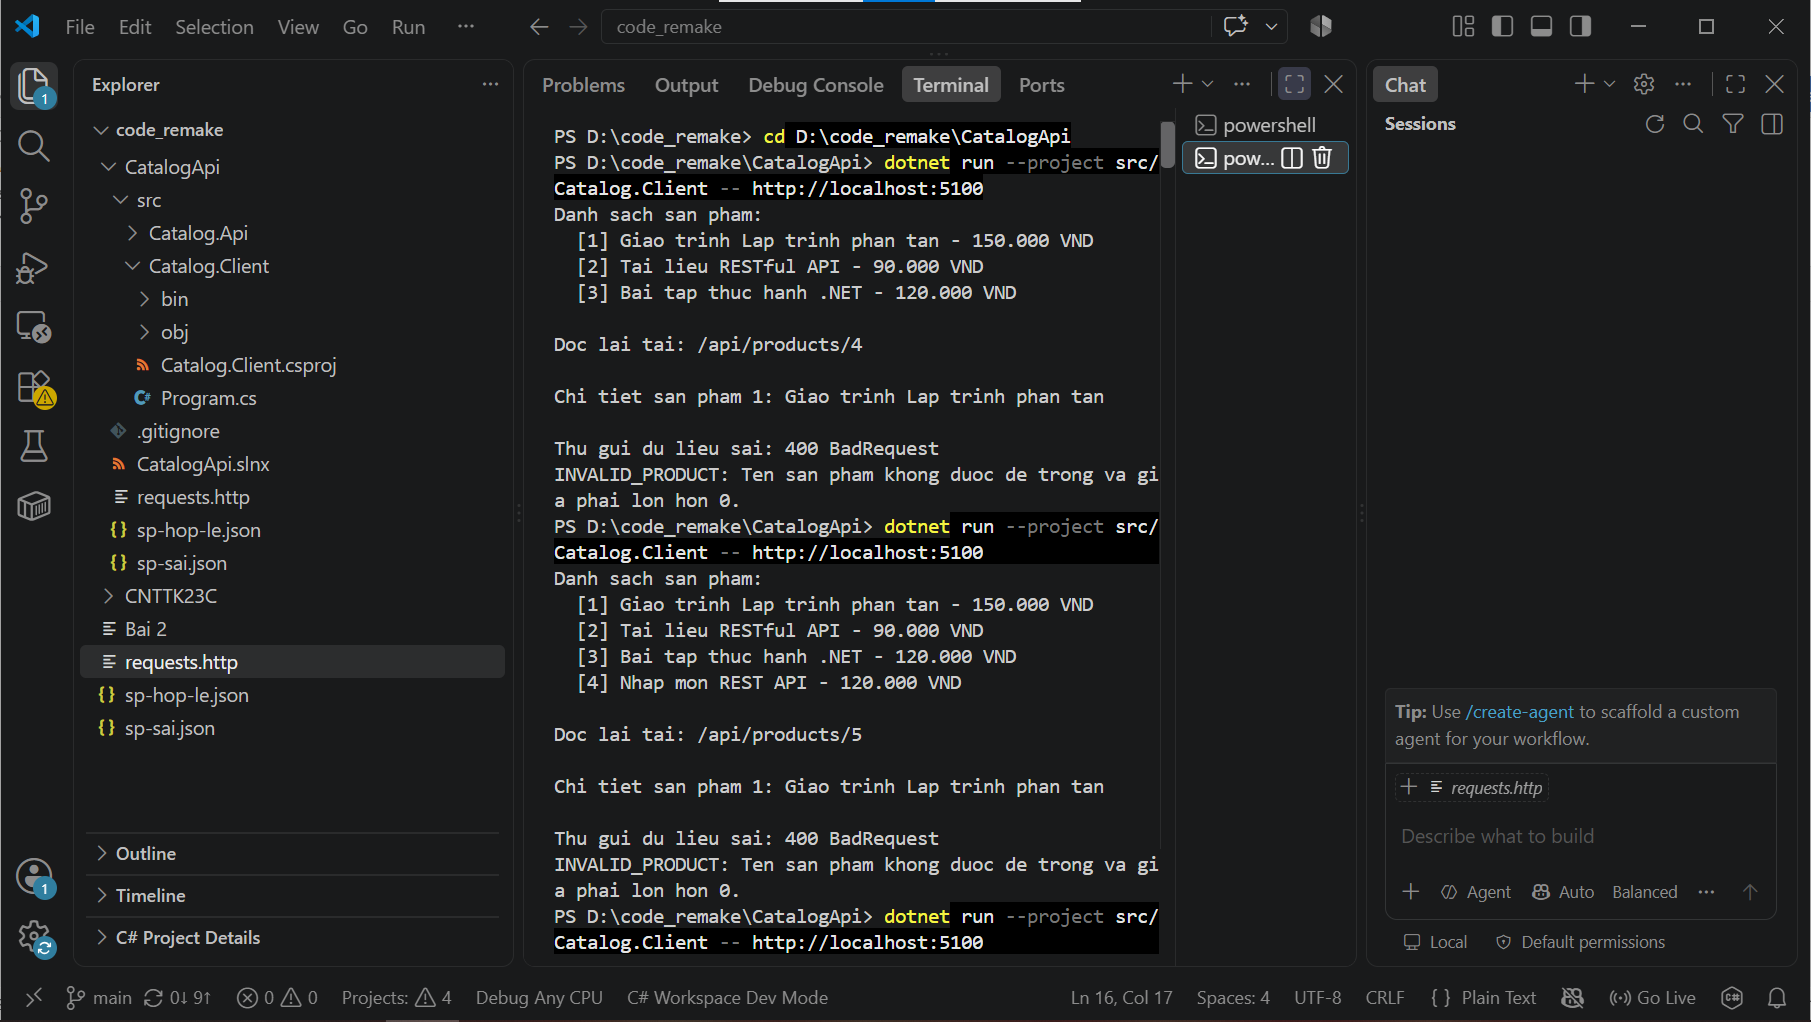 File Edit Selection View Go Run ··· code_remake
Explorer ···
1
code_remake
CatalogApi
src
Catalog.Api
Catalog.Client
bin
obj
Catalog.Client.csproj
C# Program.cs
.gitignore
CatalogApi.slnx
requests.http
{} sp-hop-le.json
{} sp-sai.json
CNTTK23C
Bai 2
requests.http
{} sp-hop-le.json
{} sp-sai.json
Outline
Timeline
C# Project Details
1
Problems Output Debug Console Terminal Ports
PS D:\code_remake> cd D:\code_remake\CatalogApi
PS D:\code_remake\CatalogApi> dotnet run --project src/
Catalog.Client -- http://localhost:5100
Danh sach san pham:
[1] Giao trinh Lap trinh phan tan - 150.000 VND
[2] Tai lieu RESTful API - 90.000 VND
[3] Bai tap thuc hanh .NET - 120.000 VND
Doc lai tai: /api/products/4
Chi tiet san pham 1: Giao trinh Lap trinh phan tan
Thu gui du lieu sai: 400 BadRequest
INVALID_PRODUCT: Ten san pham khong duoc de trong va gi
a phai lon hon 0.
PS D:\code_remake\CatalogApi> dotnet run --project src/
Catalog.Client -- http://localhost:5100
Danh sach san pham:
[1] Giao trinh Lap trinh phan tan - 150.000 VND
[2] Tai lieu RESTful API - 90.000 VND
[3] Bai tap thuc hanh .NET - 120.000 VND
[4] Nhap mon REST API - 120.000 VND
Doc lai tai: /api/products/5
Chi tiet san pham 1: Giao trinh Lap trinh phan tan
Thu gui du lieu sai: 400 BadRequest
INVALID_PRODUCT: Ten san pham khong duoc de trong va gi
a phai lon hon 0.
PS D:\code_remake\CatalogApi> dotnet run --project src/
Catalog.Client -- http://localhost:5100
powershell
pow...
Chat
Sessions
Tip: Use /create-agent to scaffold a custom
agent for your workflow.
requests.http
Describe what to build
Agent Auto Balanced ···
Local Default permissions
main 0↓ 9↑ 0 0 Projects: 4 Debug Any CPU C# Workspace Dev Mode Ln 16, Col 17 Spaces: 4 UTF-8 CRLF {} Plain Text Go Live